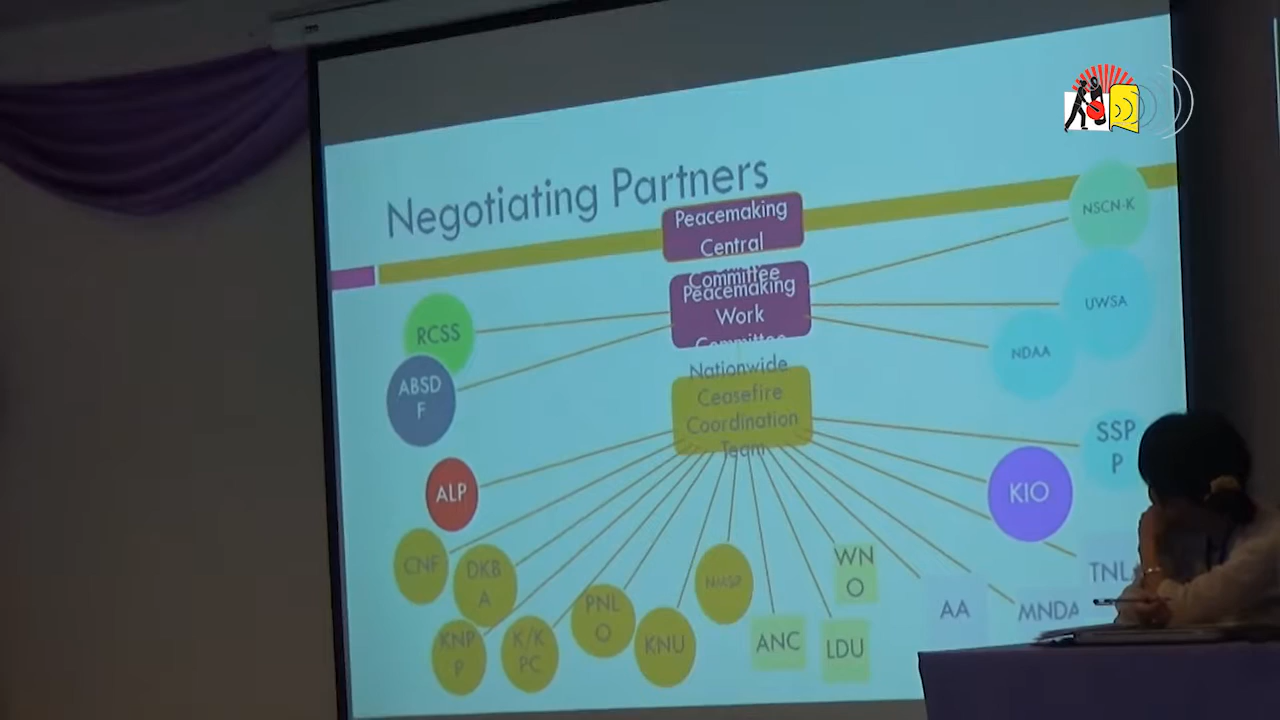 Negotiating Partners
Peacemaking
Central
Committee
Peacemaking
Work
Committee
Nationwide
Ceasefire
Coordination
Team
NSCN-K
RCSS
UWSA
NDAA
ABSD
F
SSP
P
ALP
KIO
CNF
DKB
A
WN
O
TNL
NMSP
PNL
O
AA
MNDA
KNP
P
K/K
PC
KNU
ANC
LDU